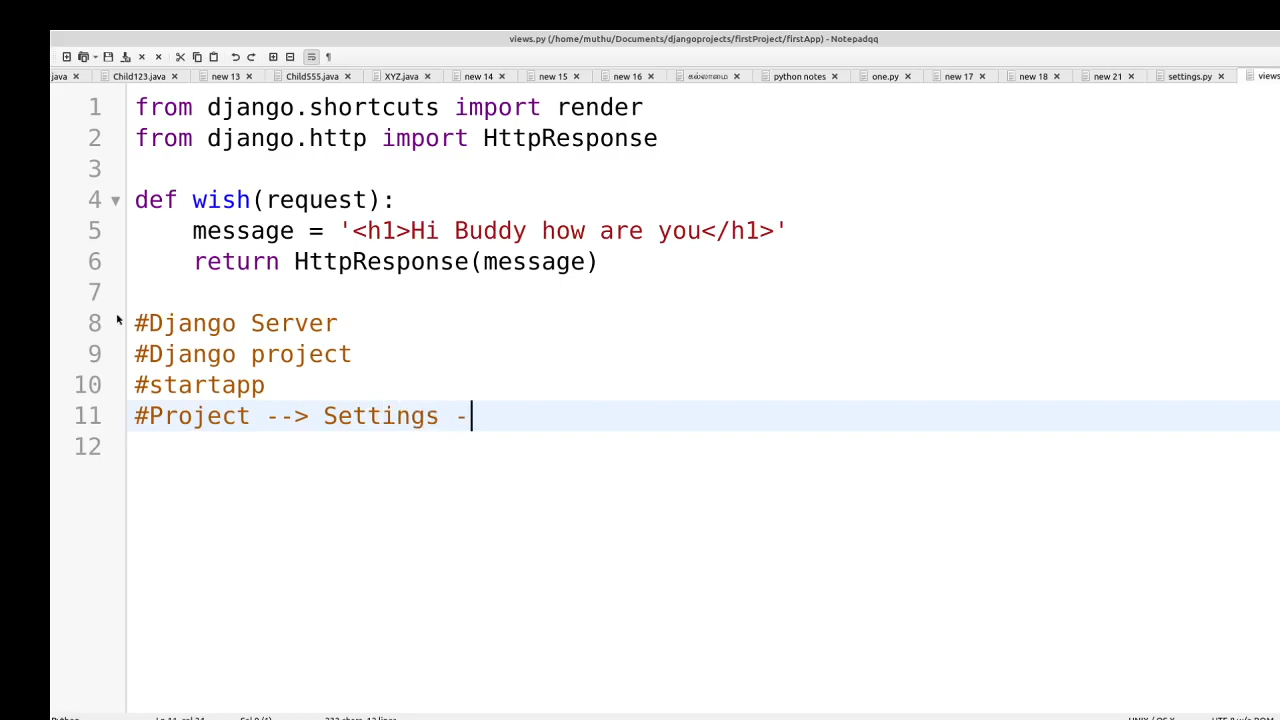 views.py (/home/muthu/Documents/djangoprojects/firstProject/firstApp) - Notepadqq
java Child123.java new 13 Child555.java XYZ.java new 14 new 15 new 16 python notes one.py new 17 new 18 new 21 settings.py views
1 from django.shortcuts import render
2 from django.http import HttpResponse
3
4 def wish(request):
5 message = '<h1>Hi Buddy how are you</h1>'
6 return HttpResponse(message)
7
8 #Django Server
9 #Django project
10 #startapp
11 #Project --> Settings -
12